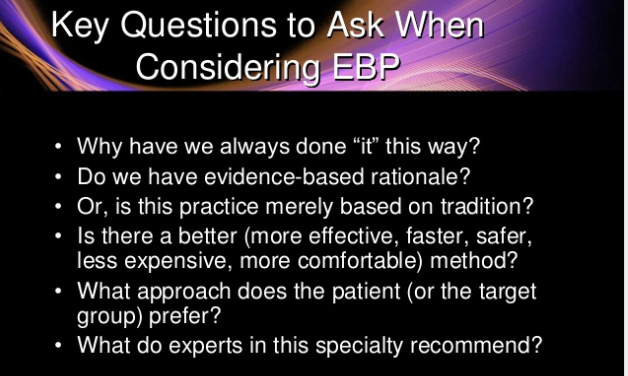 Key Questions to Ask When
Considering EBP
• Why have we always done “it” this way?
• Do we have evidence-based rationale?
• Or, is this practice merely based on tradition?
• Is there a better (more effective, faster, safer,
less expensive, more comfortable) method?
• What approach does the patient (or the target
group) prefer?
• What do experts in this specialty recommend?